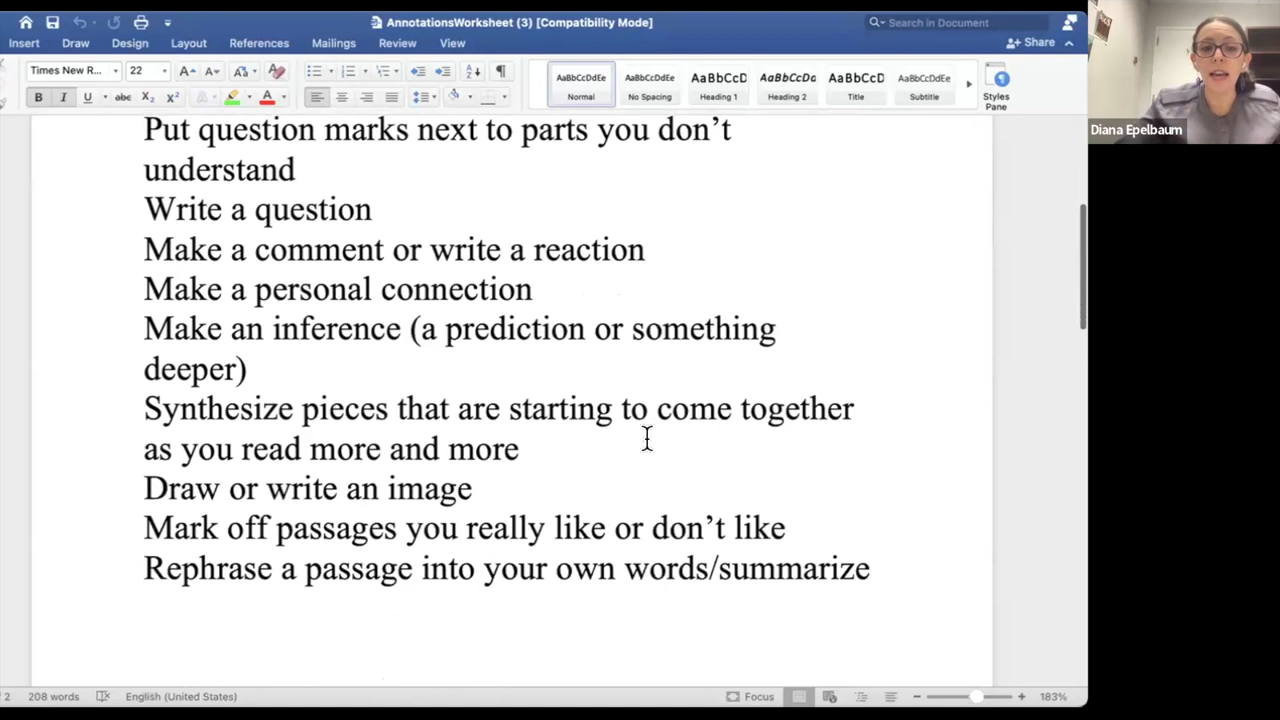 AnnotationsWorksheet (3) [Compatibility Mode]
Search in Document
Insert Draw Design Layout References Mailings Review View
Share
Times New R... 22
AaBbCcDdEe AaBbCcDdEe AaBbCcD AaBbCcDc AaBbCcD AaBbCcDdEe
Normal No Spacing Heading 1 Heading 2 Title Subtitle
Styles
Pane
Diana Epelbaum
Put question marks next to parts you don’t
understand
Write a question
Make a comment or write a reaction
Make a personal connection
Make an inference (a prediction or something
deeper)
Synthesize pieces that are starting to come together
as you read more and more
Draw or write an image
Mark off passages you really like or don’t like
Rephrase a passage into your own words/summarize
2 208 words English (United States) Focus 183%